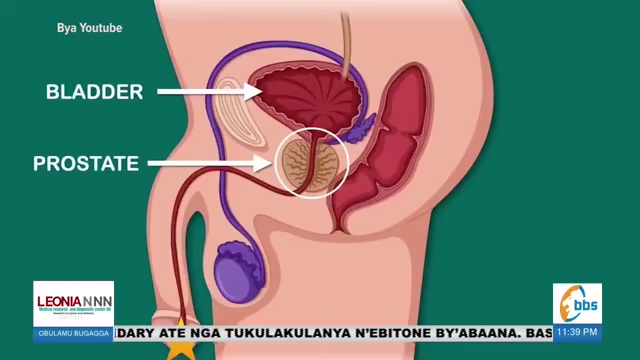 Bya Youtube
BLADDER
PROSTATE
LEONIA NNN
bbs
11:39 PM
OBULAMU BUGAGGA
IDARY ATE NGA TUKULAKULANYA N'EBITONE BY'ABAANA. BAS